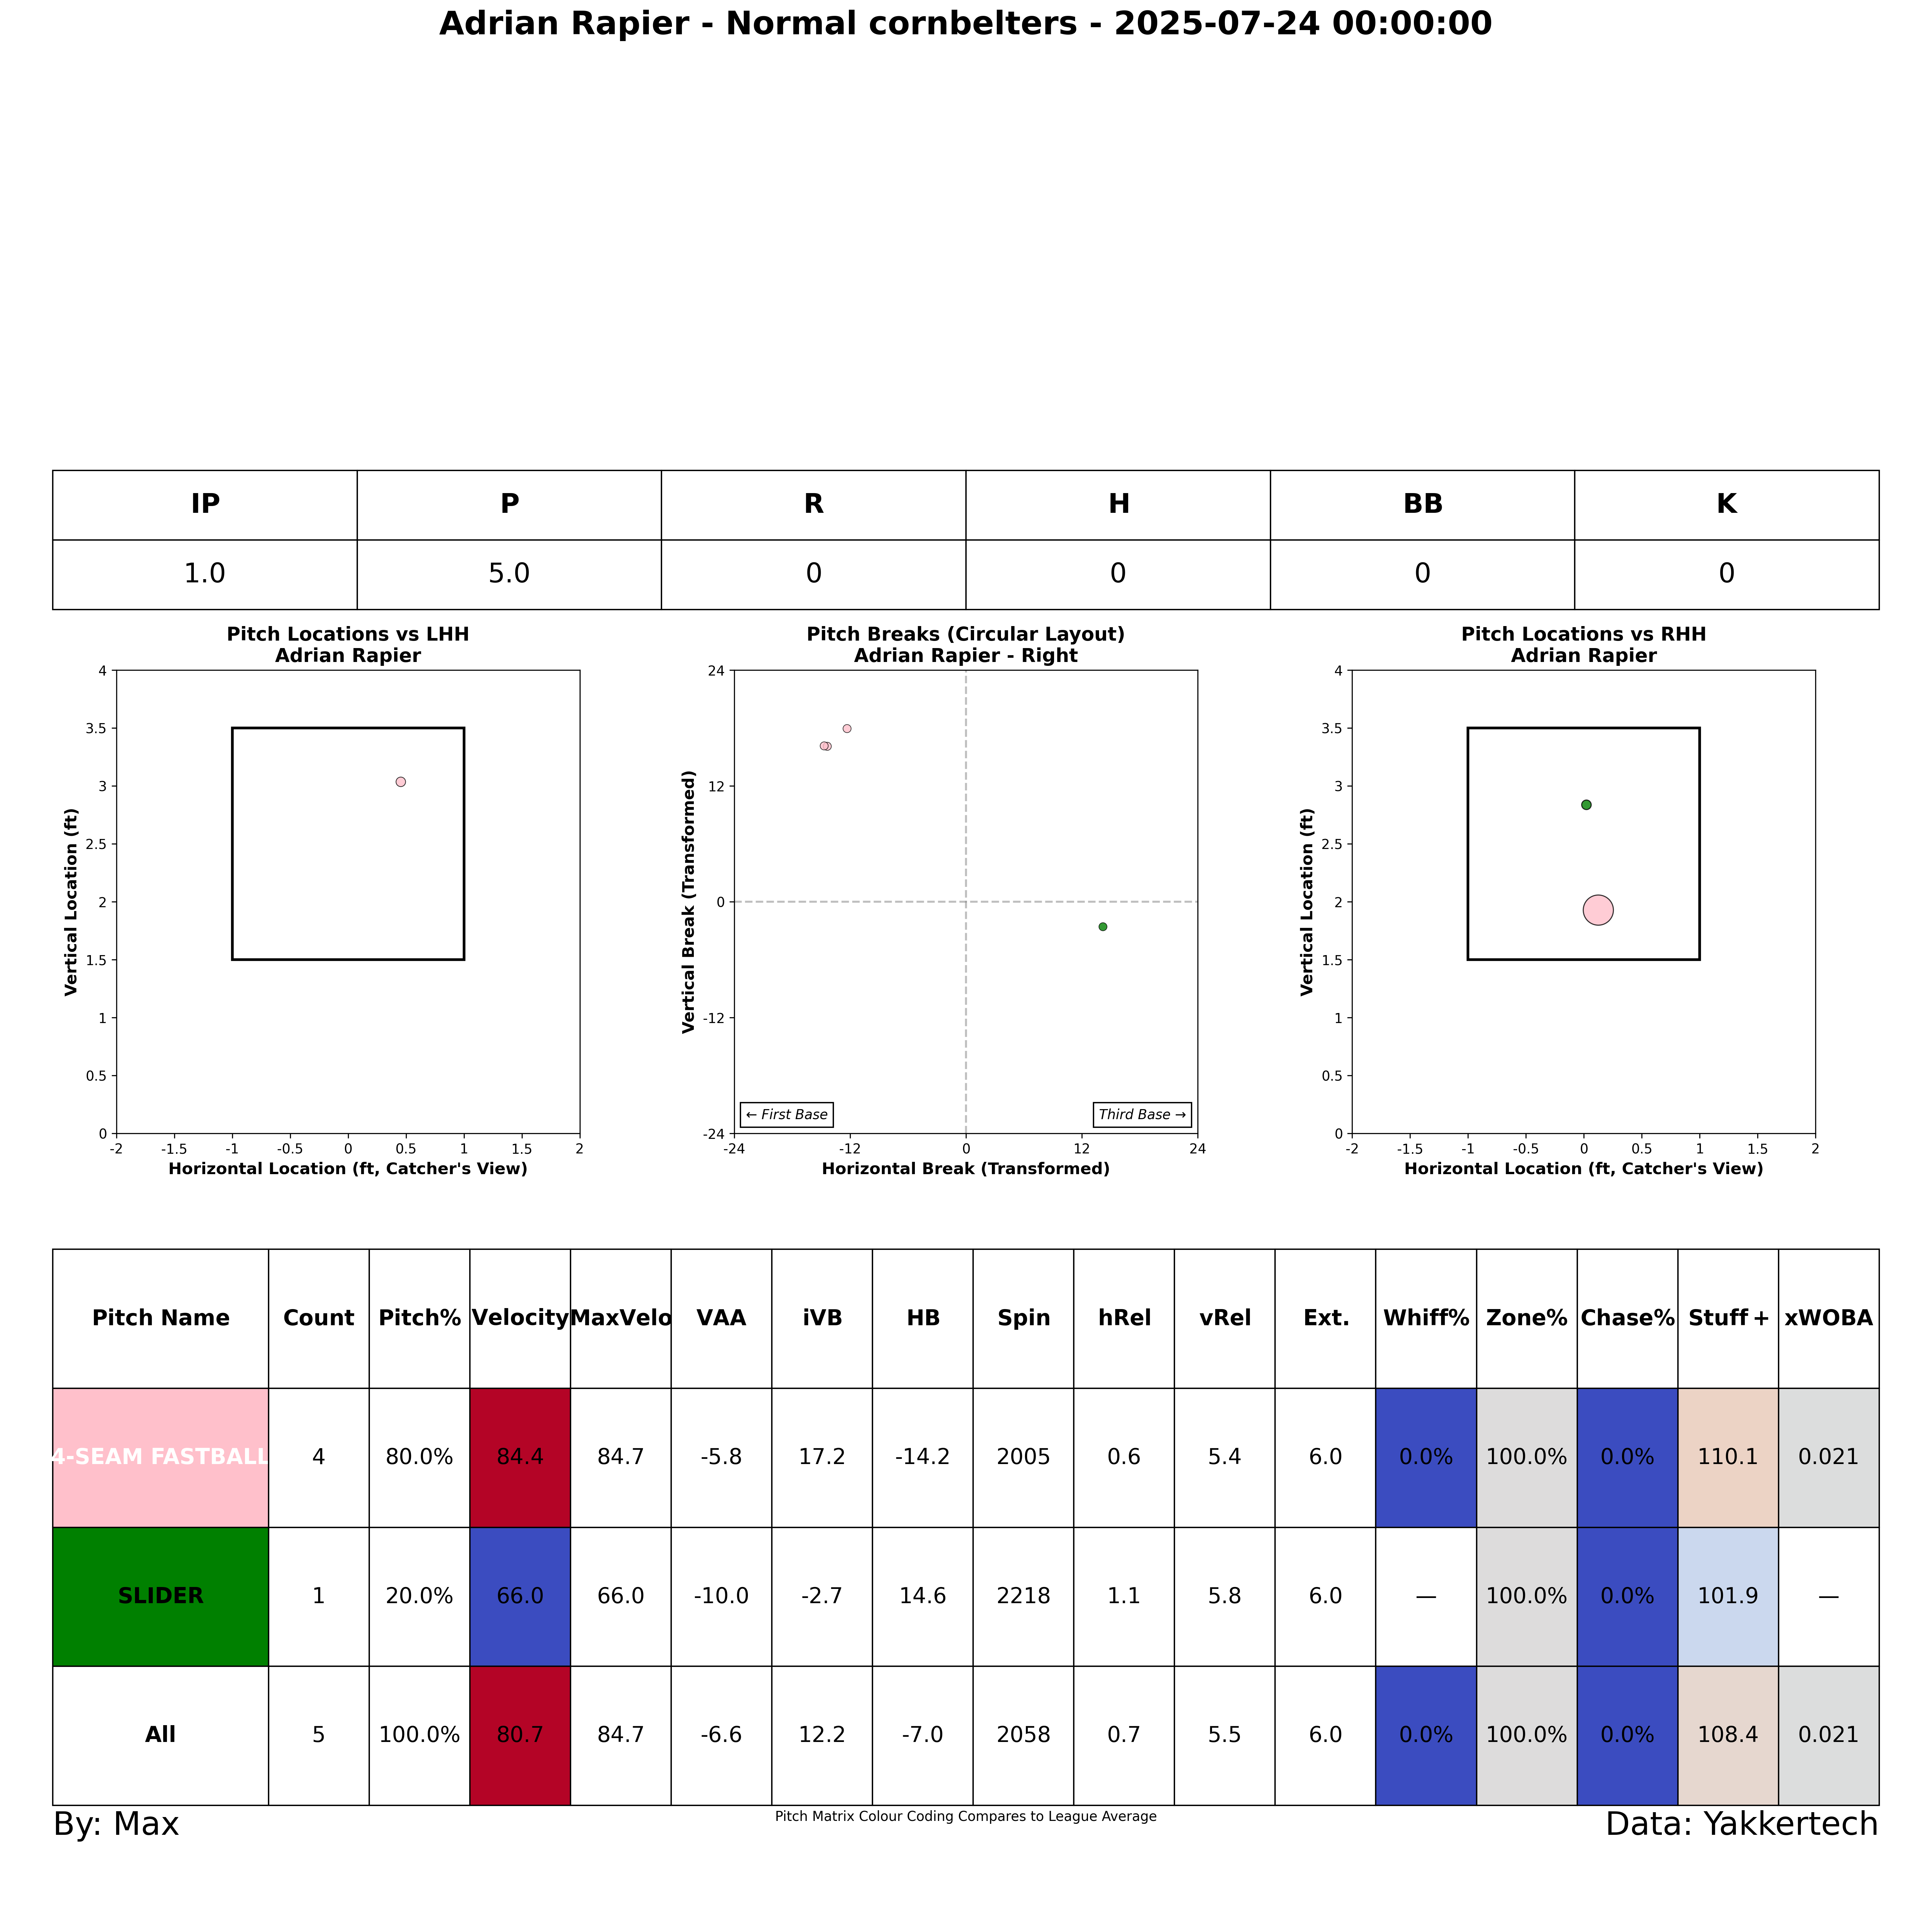 Adrian Rapier - Normal cornbelters - 2025-07-24 00:00:00
IP P R H BB K
1.0 5.0 0 0 0 0
Pitch Locations vs LHH
Adrian Rapier
4
3.5
3
2.5
2
1.5
1
0.5
0
-2 -1.5 -1 -0.5 0 0.5 1 1.5 2
Vertical Location (ft)
Horizontal Location (ft, Catcher's View)
Pitch Breaks (Circular Layout)
Adrian Rapier - Right
24
12
0
-12
-24
-24 -12 0 12 24
← First Base
Third Base →
Vertical Break (Transformed)
Horizontal Break (Transformed)
Pitch Locations vs RHH
Adrian Rapier
4
3.5
3
2.5
2
1.5
1
0.5
0
-2 -1.5 -1 -0.5 0 0.5 1 1.5 2
Vertical Location (ft)
Horizontal Location (ft, Catcher's View)
Pitch Name Count Pitch% Velocity MaxVelo VAA iVB HB Spin hRel vRel Ext. Whiff% Zone% Chase% Stuff+ xWOBA
4-SEAM FASTBALL 4 80.0% 84.4 84.7 -5.8 17.2 -14.2 2005 0.6 5.4 6.0 0.0% 100.0% 0.0% 110.1 0.021
SLIDER 1 20.0% 66.0 66.0 -10.0 -2.7 14.6 2218 1.1 5.8 6.0 — 100.0% 0.0% 101.9 —
All 5 100.0% 80.7 84.7 -6.6 12.2 -7.0 2058 0.7 5.5 6.0 0.0% 100.0% 0.0% 108.4 0.021
By: Max
Pitch Matrix Colour Coding Compares to League Average
Data: Yakkertech